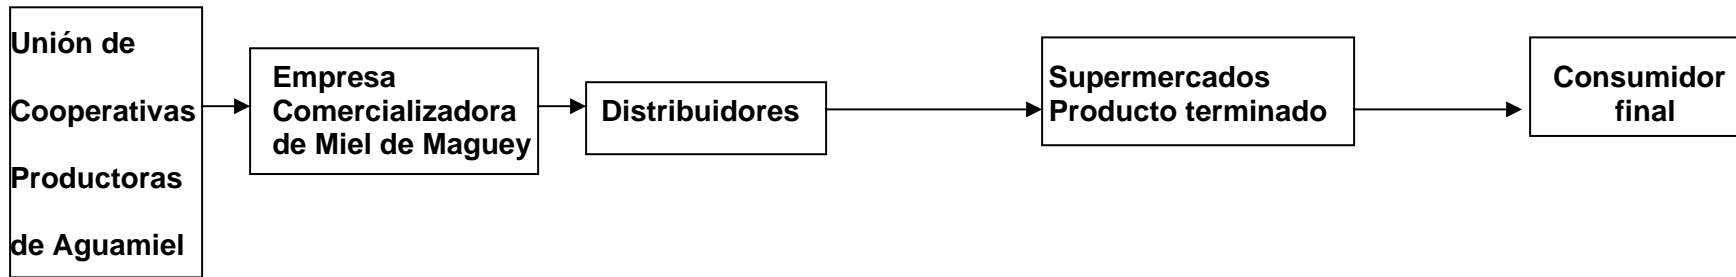 Unión de
Cooperativas
Productoras
de Aguamiel
Empresa
Comercializadora
de Miel de Maguey
Distribuidores
Supermercados
Producto terminado
Consumidor
final